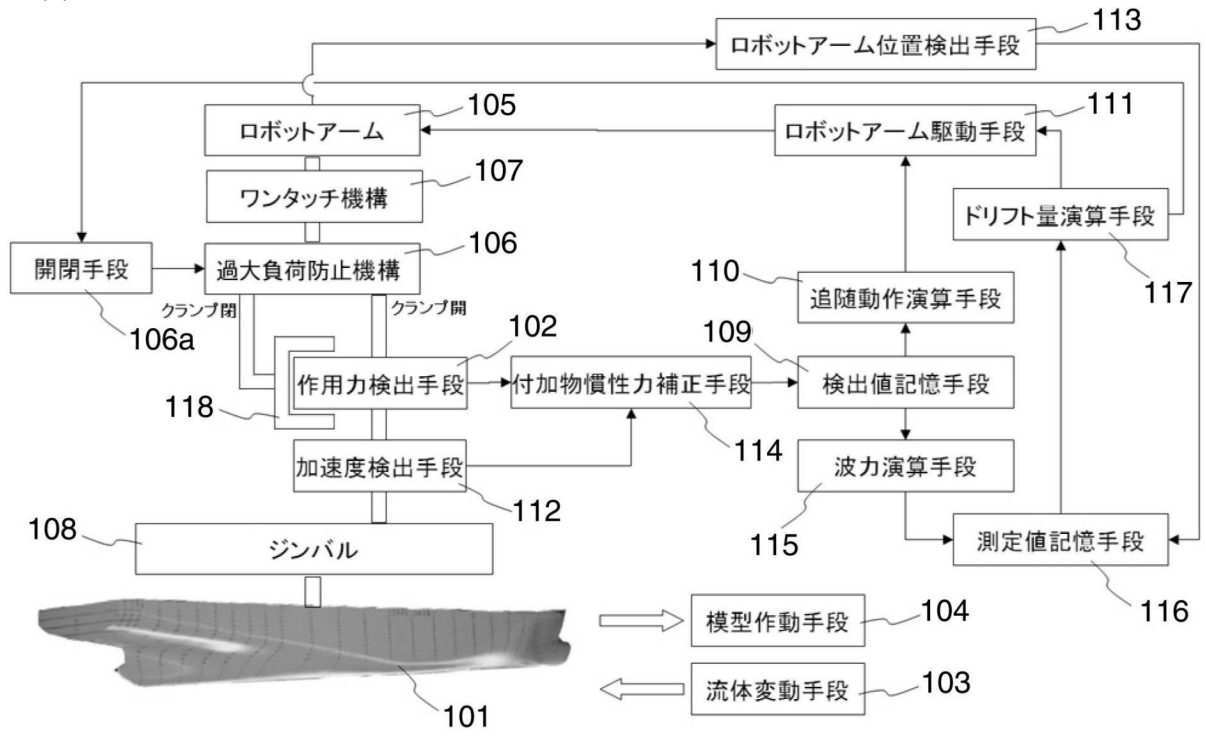 113
ロボットアーム位置検出手段
105
ロボットアーム
111
ロボットアーム駆動手段
107
ワンタッチ機構
ドリフト量演算手段
117
106
過大負荷防止機構
開閉手段
106a
クランプ閉
クランプ開
110
追随動作演算手段
102
作用力検出手段
118
付加物慣性力補正手段
114
109
検出値記憶手段
加速度検出手段
112
波力演算手段
115
108
ジンバル
測定値記憶手段
116
模型作動手段
104
流体変動手段
103
101